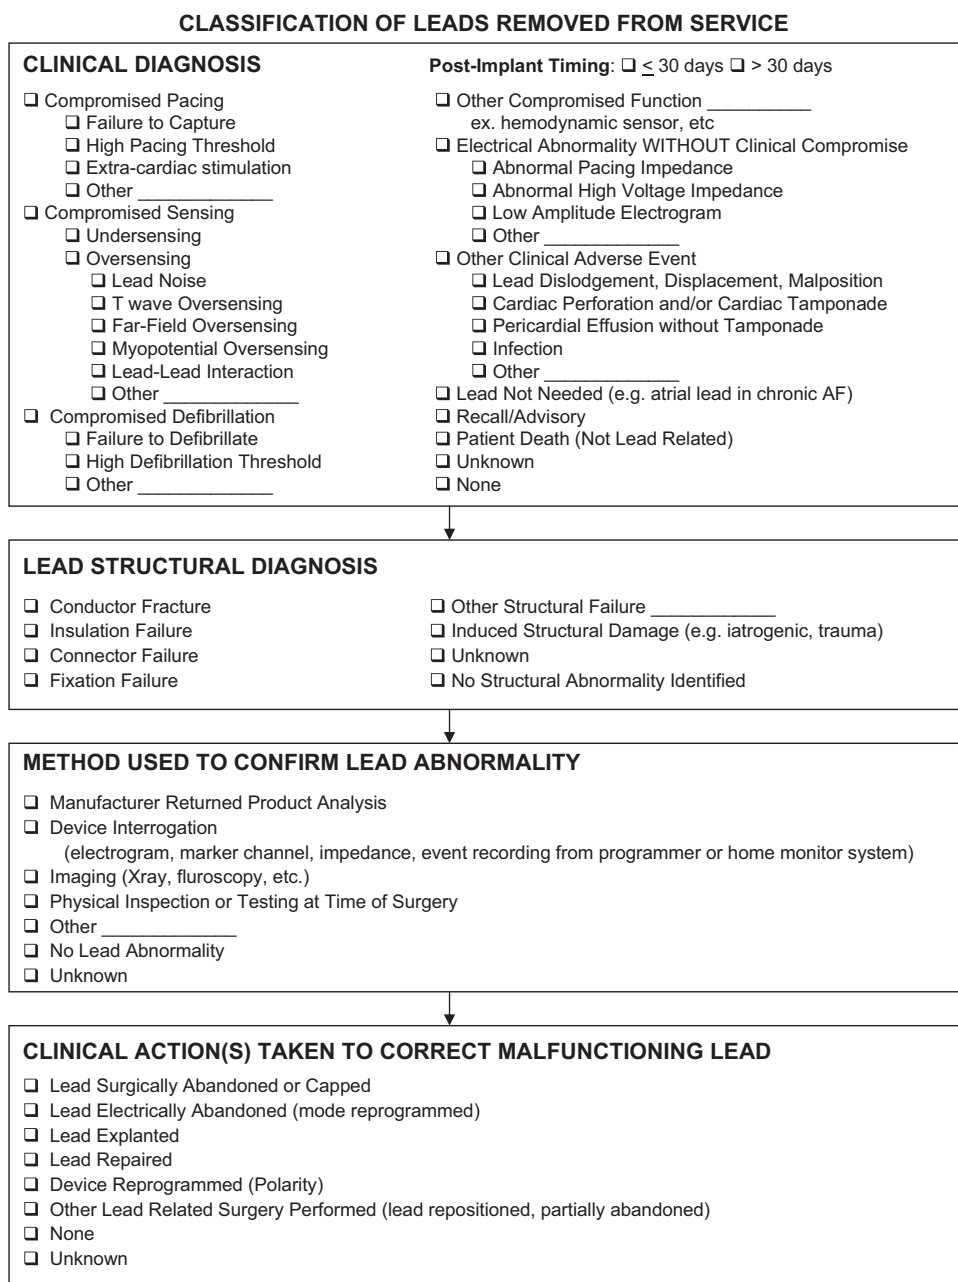 CLASSIFICATION OF LEADS REMOVED FROM SERVICE
CLINICAL DIAGNOSIS
Post-Implant Timing: ❑ ≤ 30 days ❑ > 30 days
❑ Compromised Pacing
❑ Failure to Capture
❑ High Pacing Threshold
❑ Extra-cardiac stimulation
❑ Other _____________
❑ Compromised Sensing
❑ Undersensing
❑ Oversensing
❑ Lead Noise
❑ T wave Oversensing
❑ Far-Field Oversensing
❑ Myopotential Oversensing
❑ Lead-Lead Interaction
❑ Other _____________
❑ Compromised Defibrillation
❑ Failure to Defibrillate
❑ High Defibrillation Threshold
❑ Other _____________
❑ Other Compromised Function __________
ex. hemodynamic sensor, etc
❑ Electrical Abnormality WITHOUT Clinical Compromise
❑ Abnormal Pacing Impedance
❑ Abnormal High Voltage Impedance
❑ Low Amplitude Electrogram
❑ Other _____________
❑ Other Clinical Adverse Event
❑ Lead Dislodgement, Displacement, Malposition
❑ Cardiac Perforation and/or Cardiac Tamponade
❑ Pericardial Effusion without Tamponade
❑ Infection
❑ Other _____________
❑ Lead Not Needed (e.g. atrial lead in chronic AF)
❑ Recall/Advisory
❑ Patient Death (Not Lead Related)
❑ Unknown
❑ None
LEAD STRUCTURAL DIAGNOSIS
❑ Conductor Fracture
❑ Insulation Failure
❑ Connector Failure
❑ Fixation Failure
❑ Other Structural Failure ____________
❑ Induced Structural Damage (e.g. iatrogenic, trauma)
❑ Unknown
❑ No Structural Abnormality Identified
METHOD USED TO CONFIRM LEAD ABNORMALITY
❑ Manufacturer Returned Product Analysis
❑ Device Interrogation
(electrogram, marker channel, impedance, event recording from programmer or home monitor system)
❑ Imaging (Xray, fluroscopy, etc.)
❑ Physical Inspection or Testing at Time of Surgery
❑ Other _____________
❑ No Lead Abnormality
❑ Unknown
CLINICAL ACTION(S) TAKEN TO CORRECT MALFUNCTIONING LEAD
❑ Lead Surgically Abandoned or Capped
❑ Lead Electrically Abandoned (mode reprogrammed)
❑ Lead Explanted
❑ Lead Repaired
❑ Device Reprogrammed (Polarity)
❑ Other Lead Related Surgery Performed (lead repositioned, partially abandoned)
❑ None
❑ Unknown